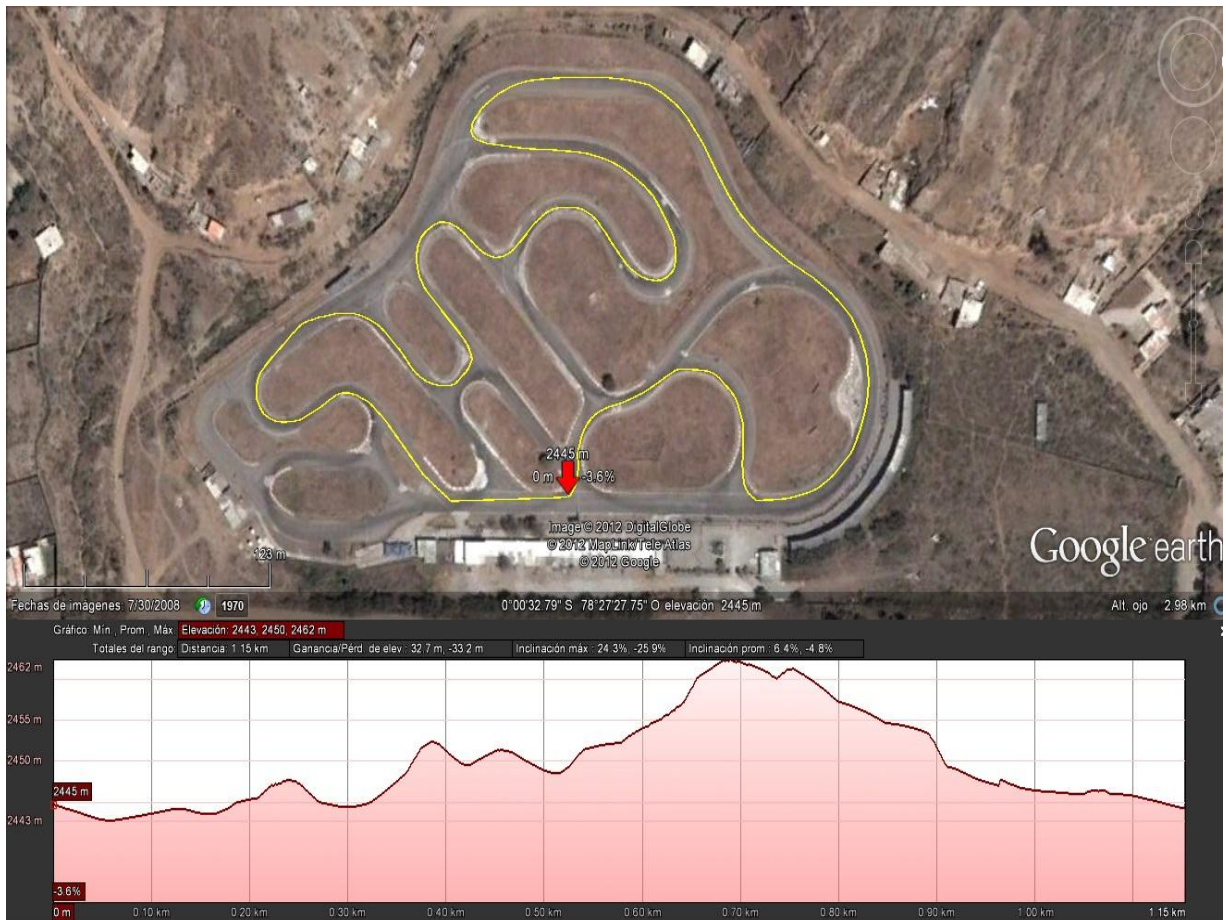 2445 m
0 m -3.6%
Image © 2012 DigitalGlobe
© 2012 MapLink/Tele Atlas
© 2012 Google
Google earth
123 m
Fechas de imágenes: 7/30/2008 1970 0°00'32.79" S 78°27'27.75" O elevación 2445 m Alt. ojo 2.98 km
Gráfico: Mín., Prom., Máx. Elevación: 2443, 2450, 2462 m
Totales del rango: Distancia: 1.15 km Ganancia/Pérd. de elev.: 32.7 m, -33.2 m Inclinación máx.: 24.3%, -25.9% Inclinación prom.: 6.4%, -4.8%
2462 m
2455 m
2450 m
2445 m
2443 m
-3.6%
0 m 0.10 km 0.20 km 0.30 km 0.40 km 0.50 km 0.60 km 0.70 km 0.80 km 0.90 km 1.00 km 1.15 km